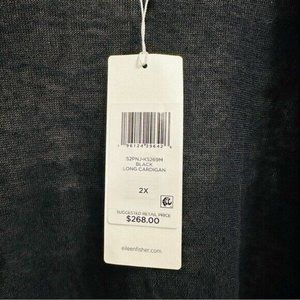 S2PNJ-K5269M
BLACK
LONG CARDIGAN
2X
SUGGESTED RETAIL PRICE
$268.00
eileenfisher.com